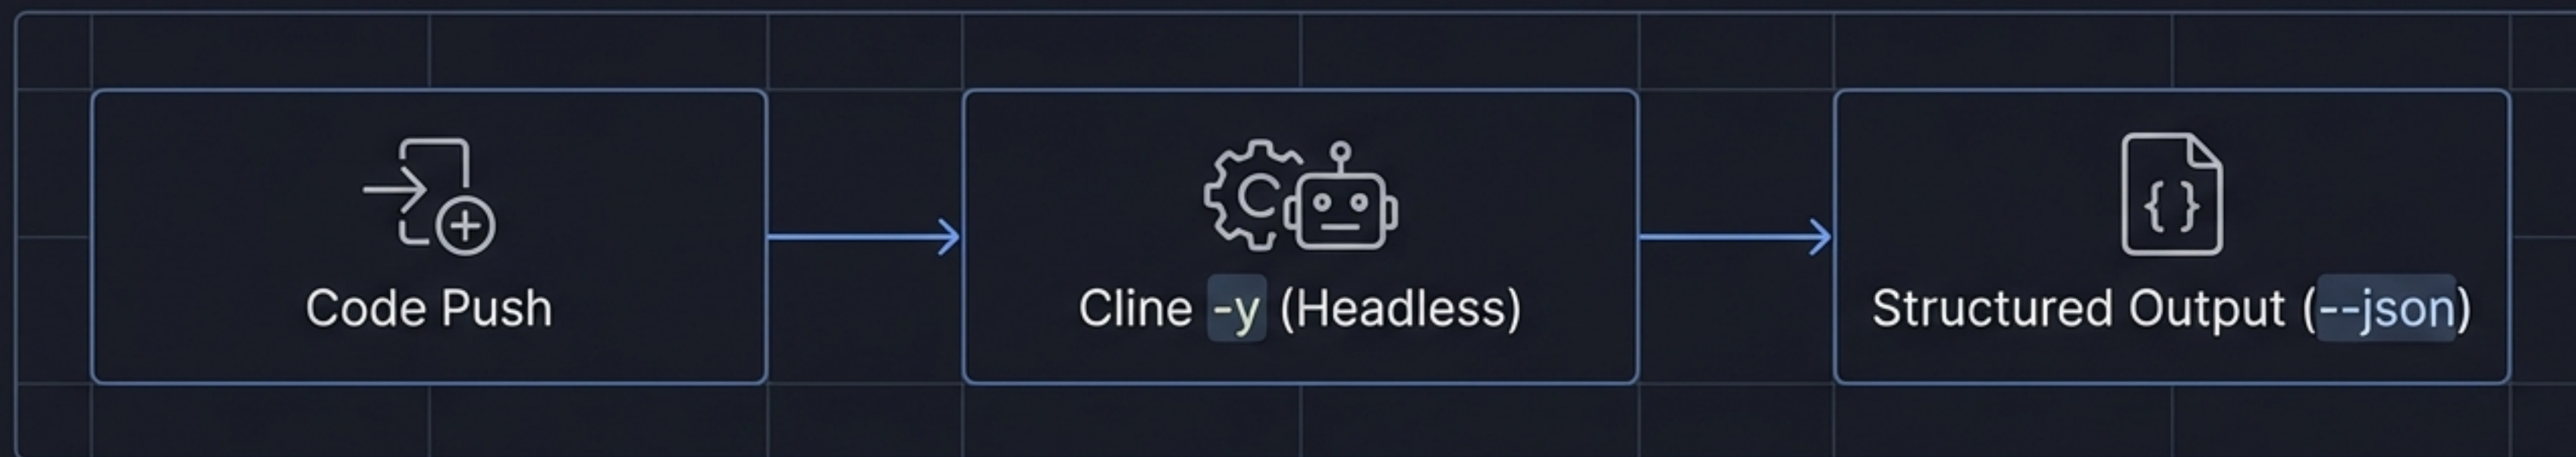 Code Push
Cline -y (Headless)
Structured Output (--json)